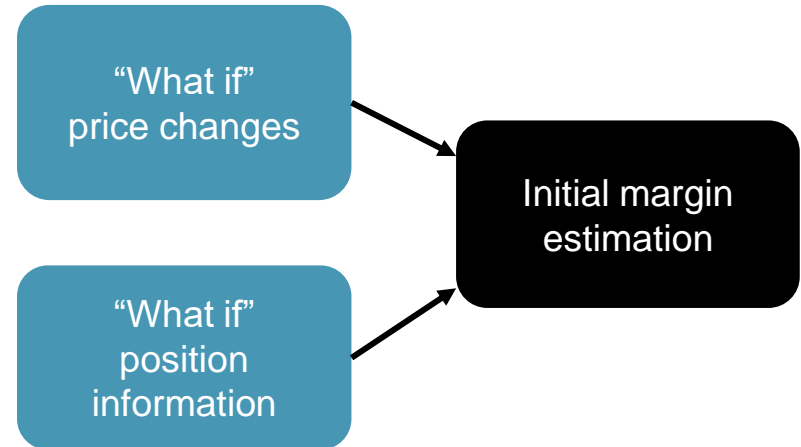 “What if”
price changes
Initial margin
estimation
“What if”
position
information